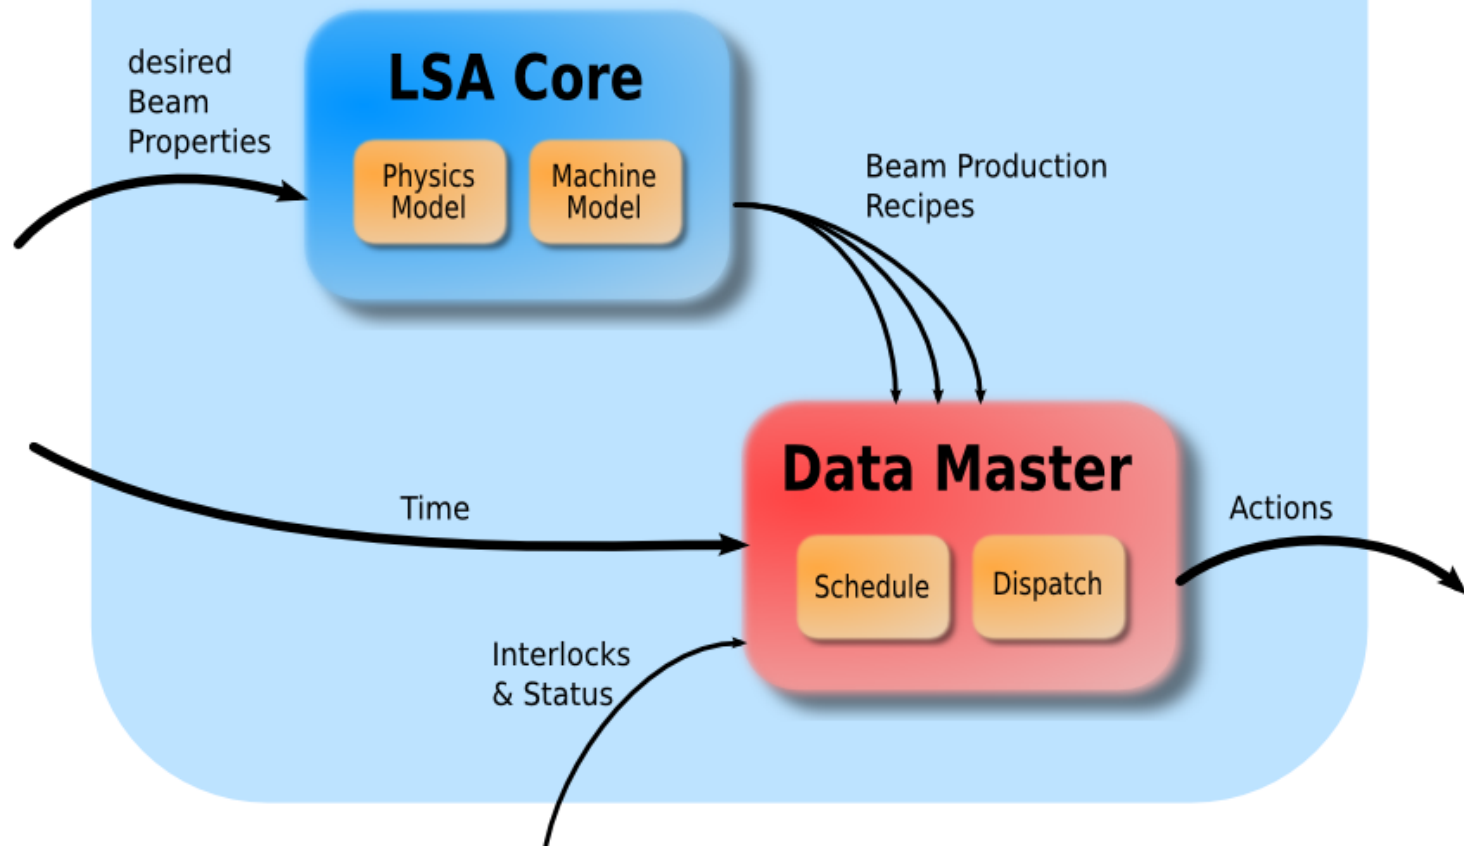 desired
Beam
Properties
LSA Core
Physics
Model
Machine
Model
Beam Production
Recipes
Time
Data Master
Schedule
Dispatch
Actions
Interlocks
& Status